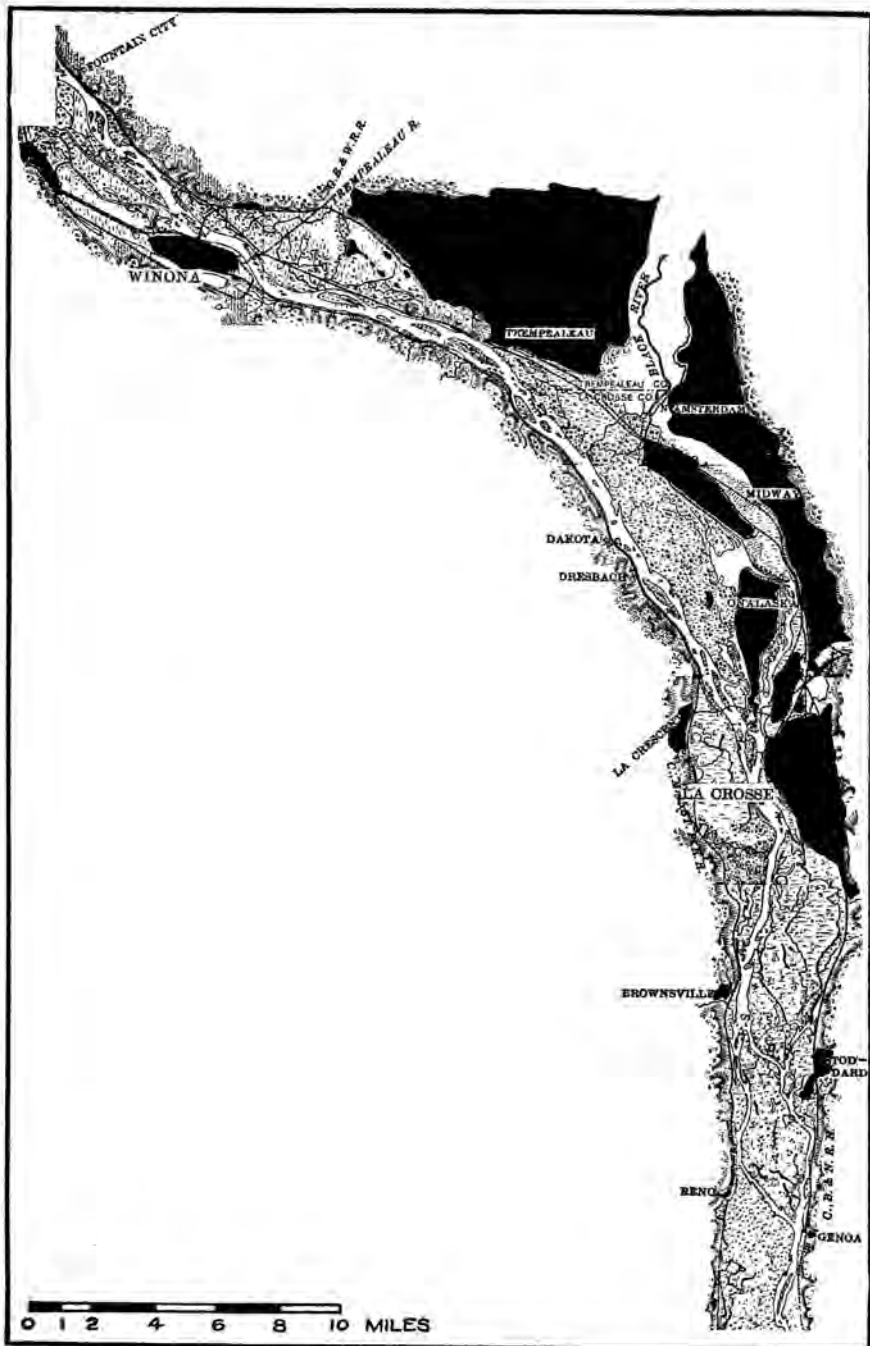 FOUNTAIN CITY
G. B. & W. R. R.
TREMPEALEAU R.
WINONA
TREMPEALEAU
BLACK RIVER
TREMPEALEAU CO.
LA CROSSE CO.
N. AMSTERDAM
MIDWAY
DAKOTA
DRESBACH
ONALASKA
LA CRESCENT
LA CROSSE
BROWNSVILLE
STOD-
DARD
RENO
C., B. & N. R. R.
GENOA
0 1 2 4 6 8 10 MILES